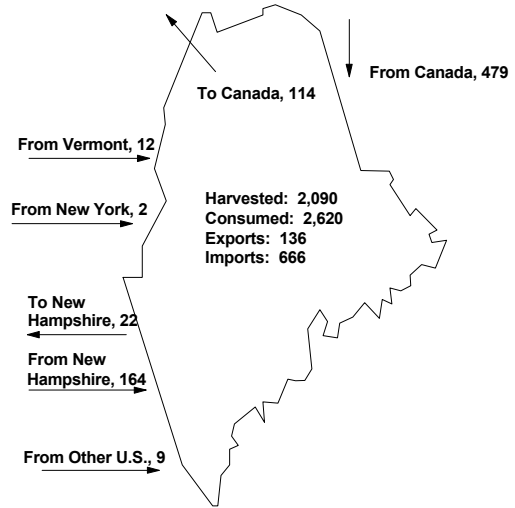 To Canada, 114
From Canada, 479
From Vermont, 12
From New York, 2
Harvested: 2,090
Consumed: 2,620
Exports: 136
Imports: 666
To New
Hampshire, 22
From New
Hampshire, 164
From Other U.S., 9